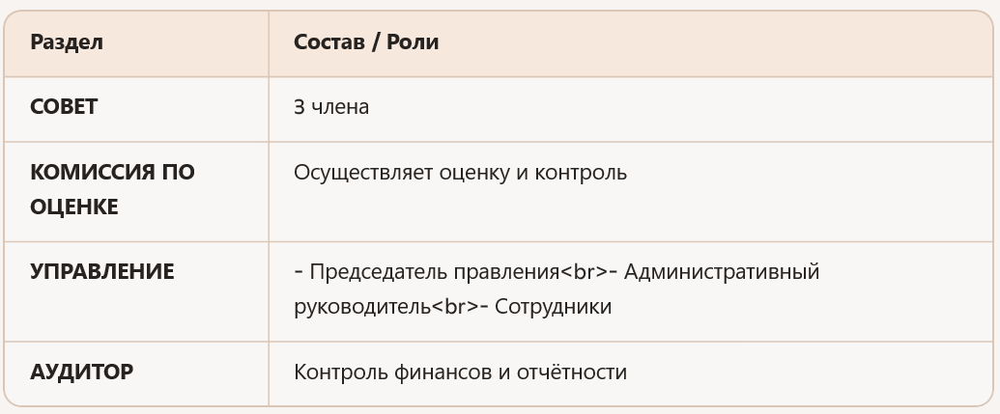 Раздел
Состав / Роли
СОВЕТ
3 члена
КОМИССИЯ ПО
ОЦЕНКЕ
Осуществляет оценку и контроль
УПРАВЛЕНИЕ
- Председатель правления<br>- Административный
руководитель<br>- Сотрудники
АУДИТОР
Контроль финансов и отчётности